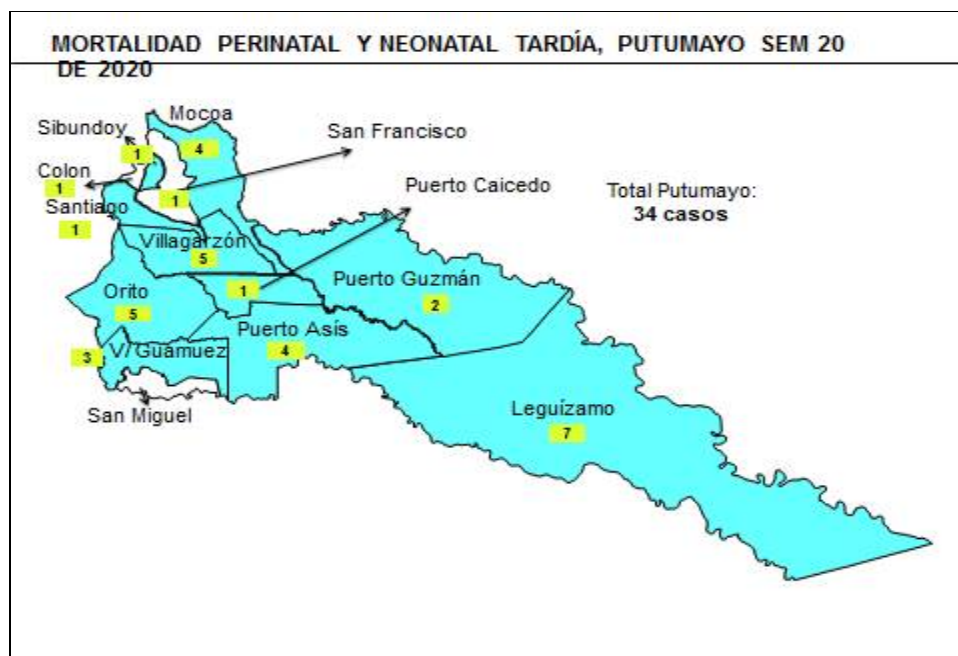 MORTALIDAD PERINATAL Y NEONATAL TARDÍA, PUTUMAYO SEM 20
DE 2020
Mocoa
Sibundoy
San Francisco
1
4
Colon
1
Puerto Caicedo
Total Putumayo:
34 casos
Santiago
1
1
Villagarzón
5
Puerto Guzmán
2
Orito
5
1
Puerto Asís
4
V/ Guamuez
3
San Miguel
Leguízamo
7